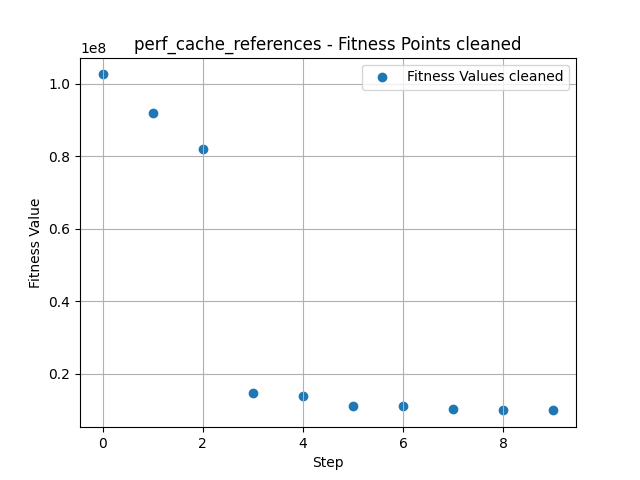 perf_cache_references - Fitness Points cleaned
1e8
Fitness Values cleaned
1.0
0.8
0.6
0.4
0.2
Fitness Value
0 2 4 6 8
Step